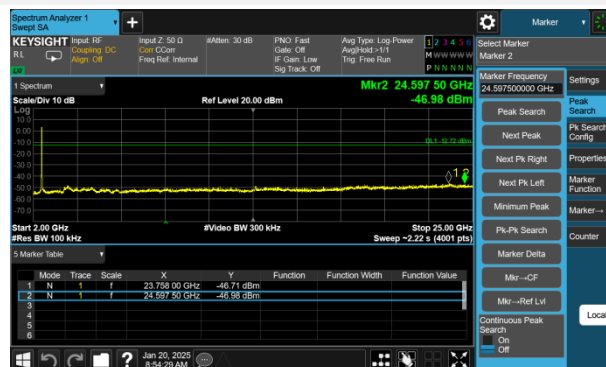 Spectrum Analyzer 1
Swept SA
Marker
KEYSIGHT
RL
LV
Input: RF
Coupling: DC
Align: Off
Input Z: 50 Ω
Corr CCorr
Freq Ref: Internal
#Atten: 30 dB
PNO: Fast
Gate: Off
IF Gain: Low
Sig Track: Off
Avg Type: Log-Power
Avg|Hold:>1/1
Trig: Free Run
1 2 3 4 5 6
M W W W W W
P N N N N N
Select Marker
Marker 2
1 Spectrum
Scale/Div 10 dB
Ref Level 20.00 dBm
Mkr2 24.597 50 GHz
-46.98 dBm
Log
10.0
0.00
-10.0
-20.0
-30.0
-40.0
-50.0
-60.0
-70.0
DL1 -12.72 dBm
1 2
Start 2.00 GHz
#Res BW 100 kHz
#Video BW 300 kHz
Stop 25.00 GHz
Sweep ~2.22 s (4001 pts)
5 Marker Table
Mode Trace Scale X Y Function Function Width Function Value
1 N 1 f 23.758 00 GHz -46.71 dBm
2 N 1 f 24.597 50 GHz -46.98 dBm
3
4
5
6
Marker Frequency
24.597500000 GHz
Peak Search
Next Peak
Next Pk Right
Next Pk Left
Minimum Peak
Pk-Pk Search
Marker Delta
Mkr→CF
Mkr→Ref Lvl
Continuous Peak
Search
On
Off
Settings
Peak
Search
Pk Search
Config
Properties
Marker
Function
Marker→
Counter
Local
Jan 20, 2025
8:54:29 AM